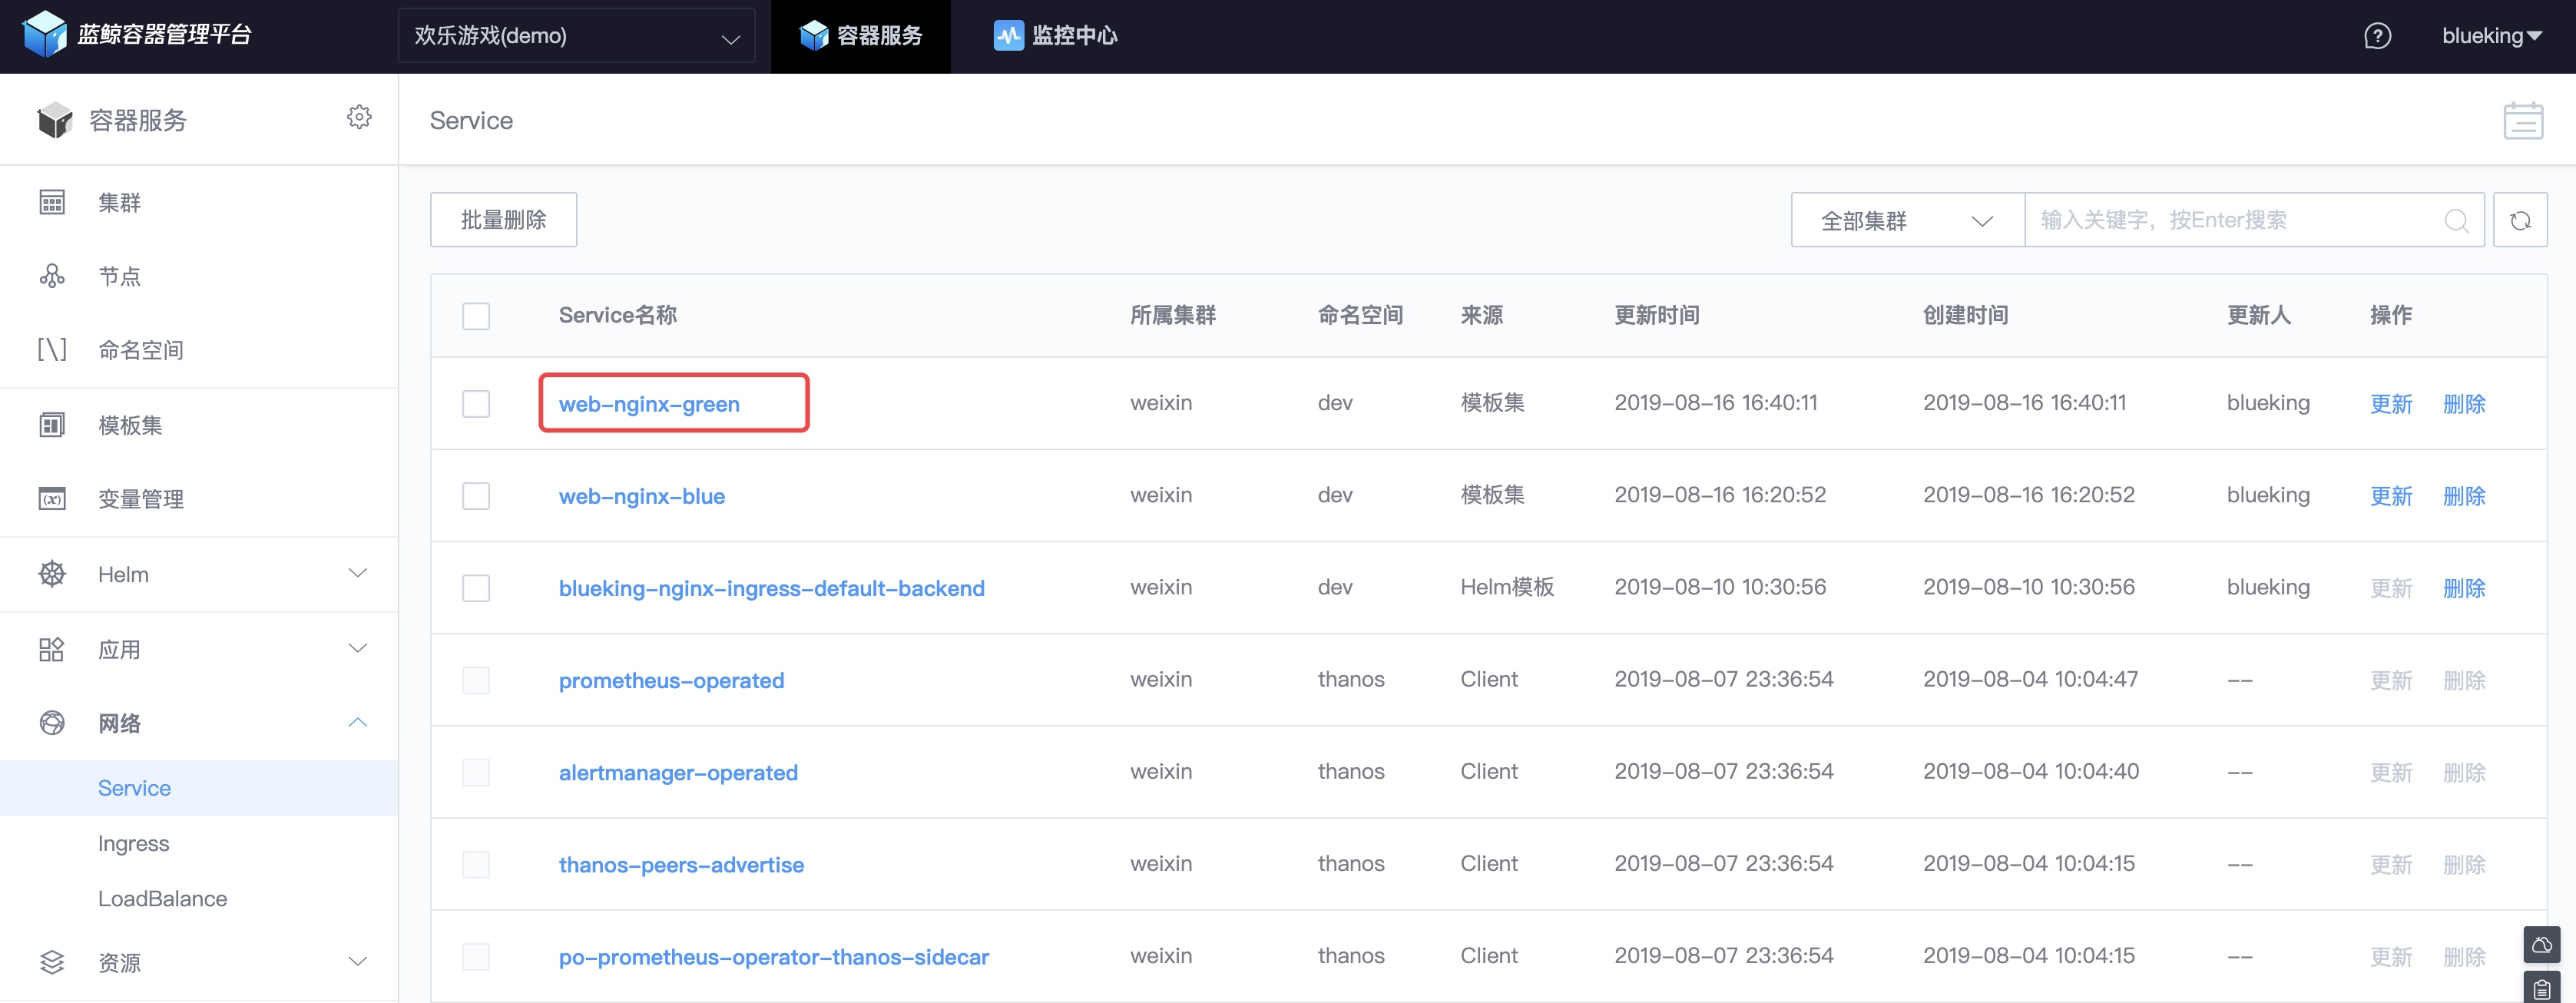 蓝鲸容器管理平台
欢乐游戏(demo)
容器服务
监控中心
blueking
容器服务
Service
集群
节点
命名空间
模板集
变量管理
Helm
应用
网络
Service
Ingress
LoadBalance
资源
批量删除
全部集群
输入关键字，按Enter搜索
Service名称 所属集群 命名空间 来源 更新时间 创建时间 更新人 操作
web-nginx-green weixin dev 模板集 2019-08-16 16:40:11 2019-08-16 16:40:11 blueking 更新 删除
web-nginx-blue weixin dev 模板集 2019-08-16 16:20:52 2019-08-16 16:20:52 blueking 更新 删除
blueking-nginx-ingress-default-backend weixin dev Helm模板 2019-08-10 10:30:56 2019-08-10 10:30:56 blueking 更新 删除
prometheus-operated weixin thanos Client 2019-08-07 23:36:54 2019-08-04 10:04:47 -- 更新 删除
alertmanager-operated weixin thanos Client 2019-08-07 23:36:54 2019-08-04 10:04:40 -- 更新 删除
thanos-peers-advertise weixin thanos Client 2019-08-07 23:36:54 2019-08-04 10:04:15 -- 更新 删除
po-prometheus-operator-thanos-sidecar weixin thanos Client 2019-08-07 23:36:54 2019-08-04 10:04:15 -- 更新 删除